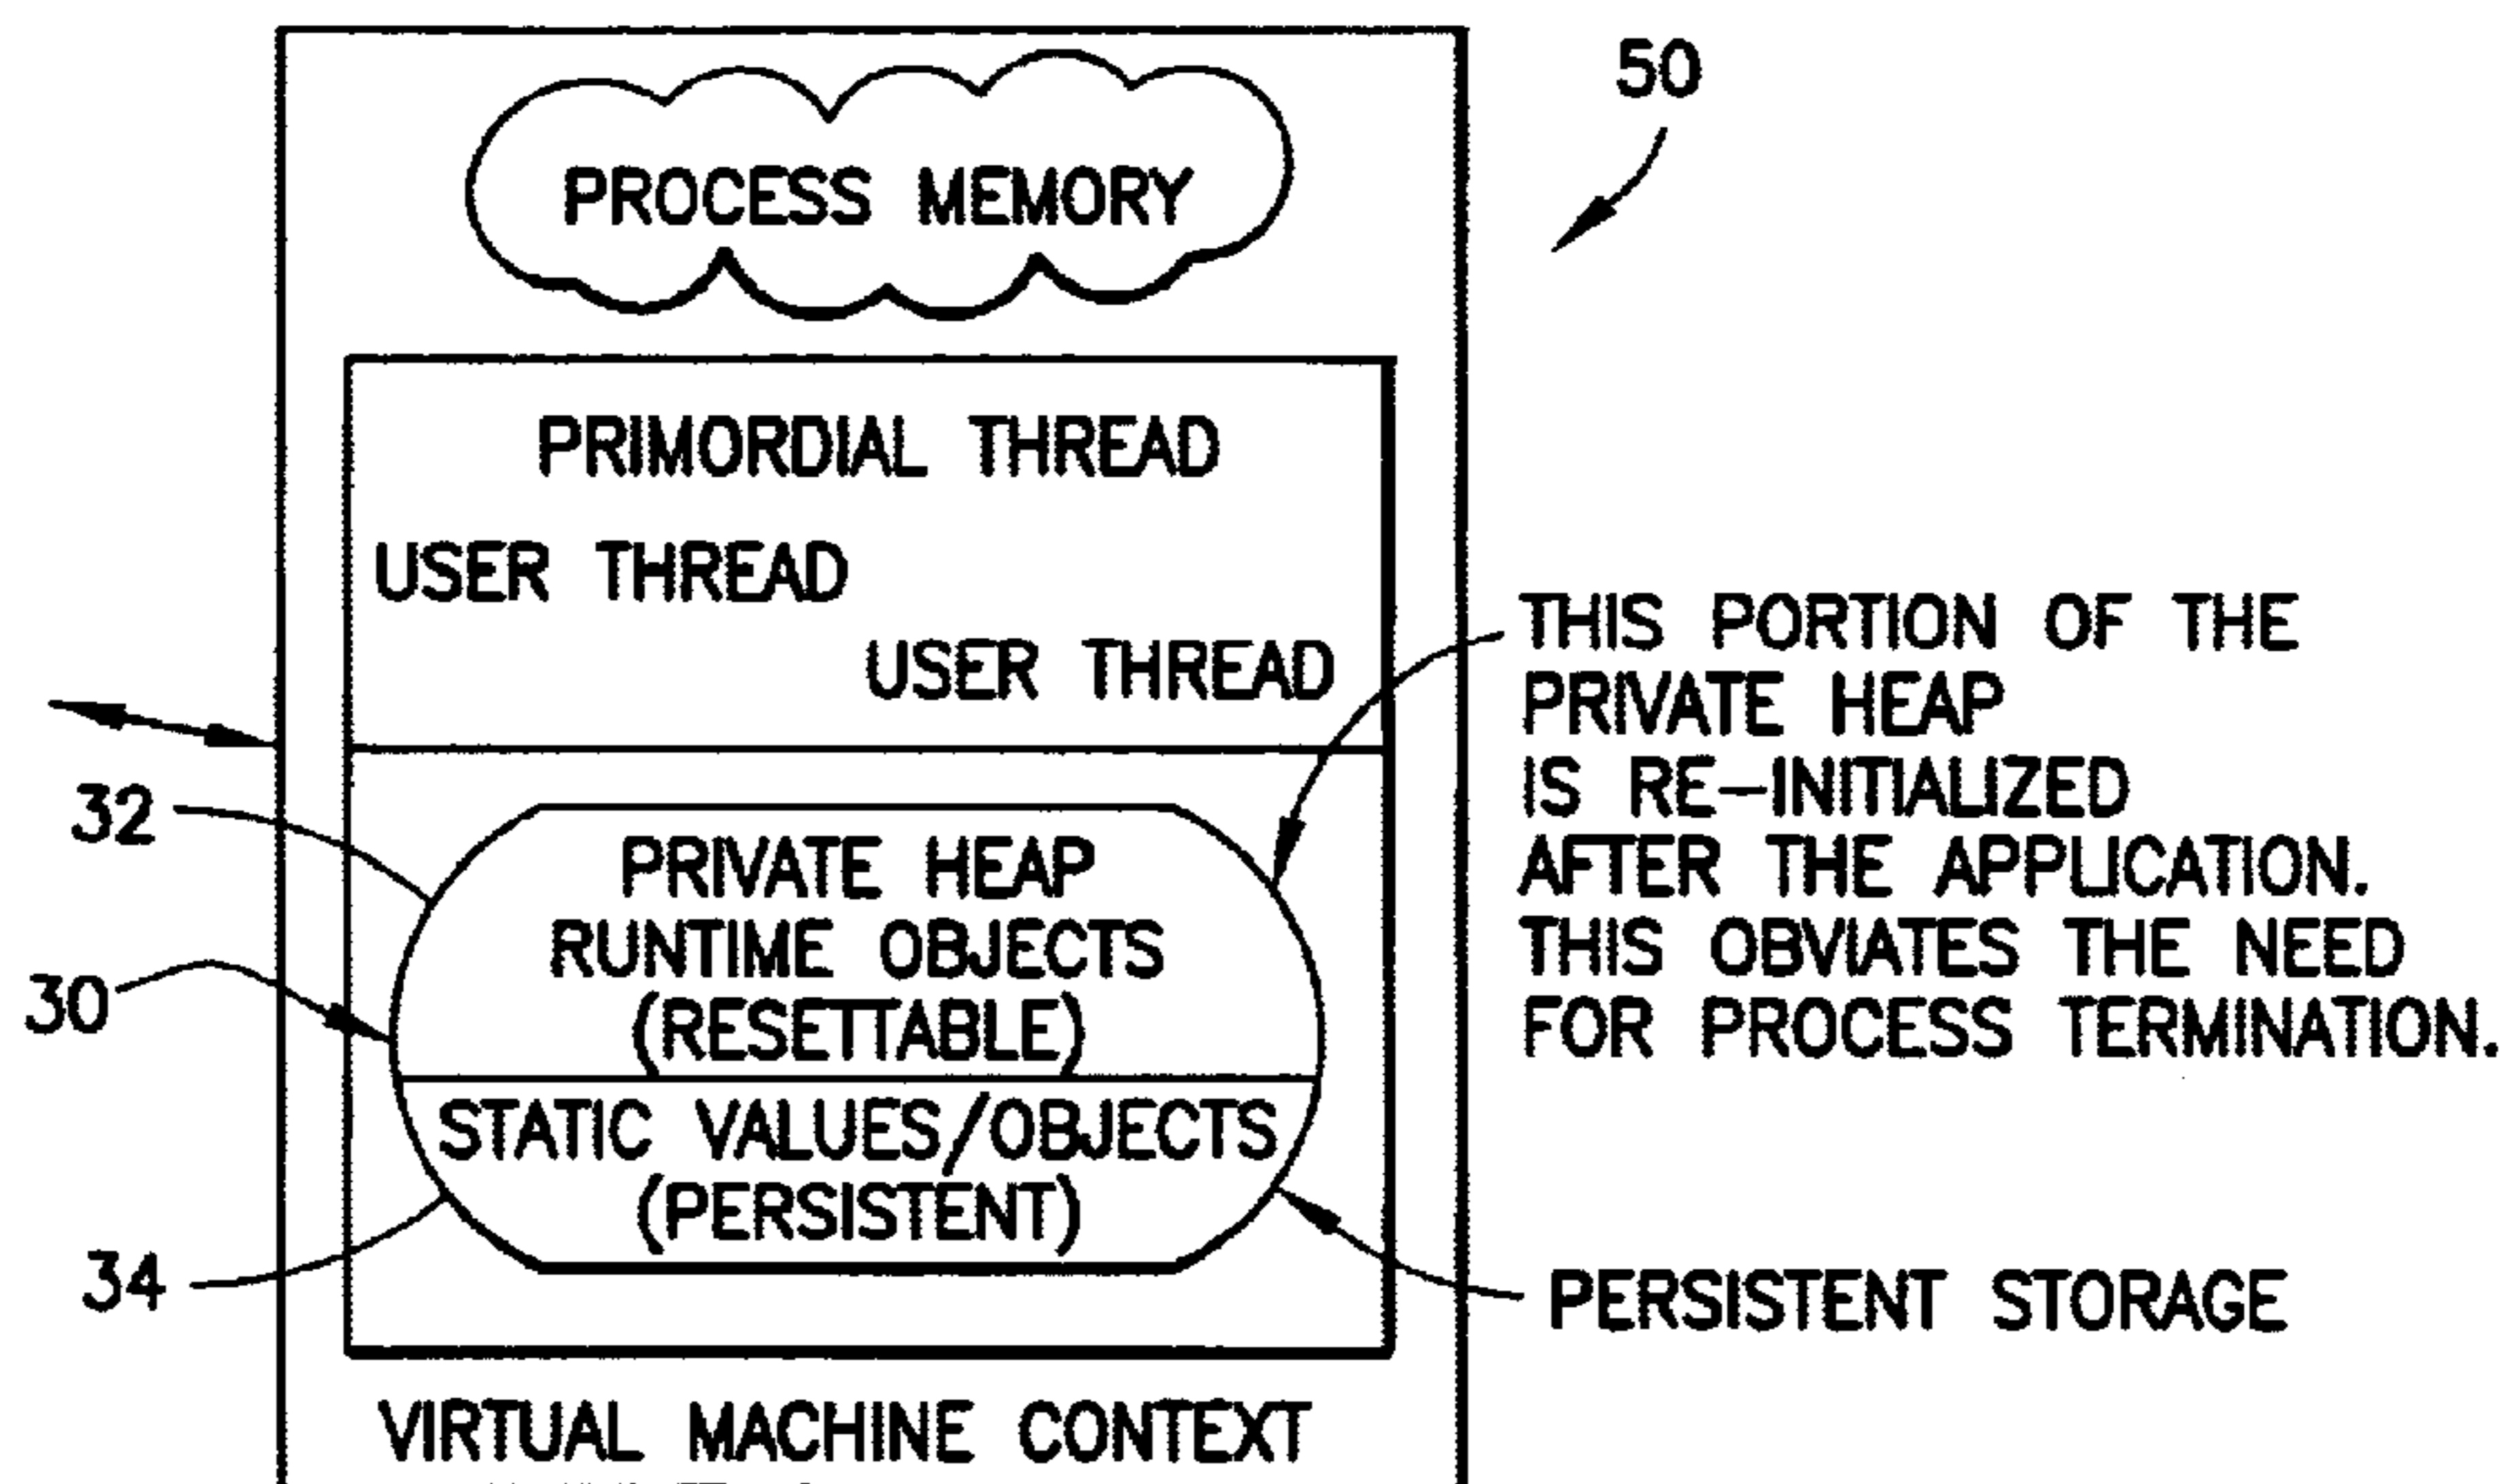 50
PROCESS MEMORY
PRIMORDIAL THREAD
USER THREAD
USER THREAD
THIS PORTION OF THE
PRIVATE HEAP
IS RE-INITIALIZED
AFTER THE APPLICATION.
THIS OBVIATES THE NEED
FOR PROCESS TERMINATION.
32
PRIVATE HEAP
RUNTIME OBJECTS
(RESETTABLE)
30
STATIC VALUES/OBJECTS
(PERSISTENT)
34
PERSISTENT STORAGE
VIRTUAL MACHINE CONTEXT